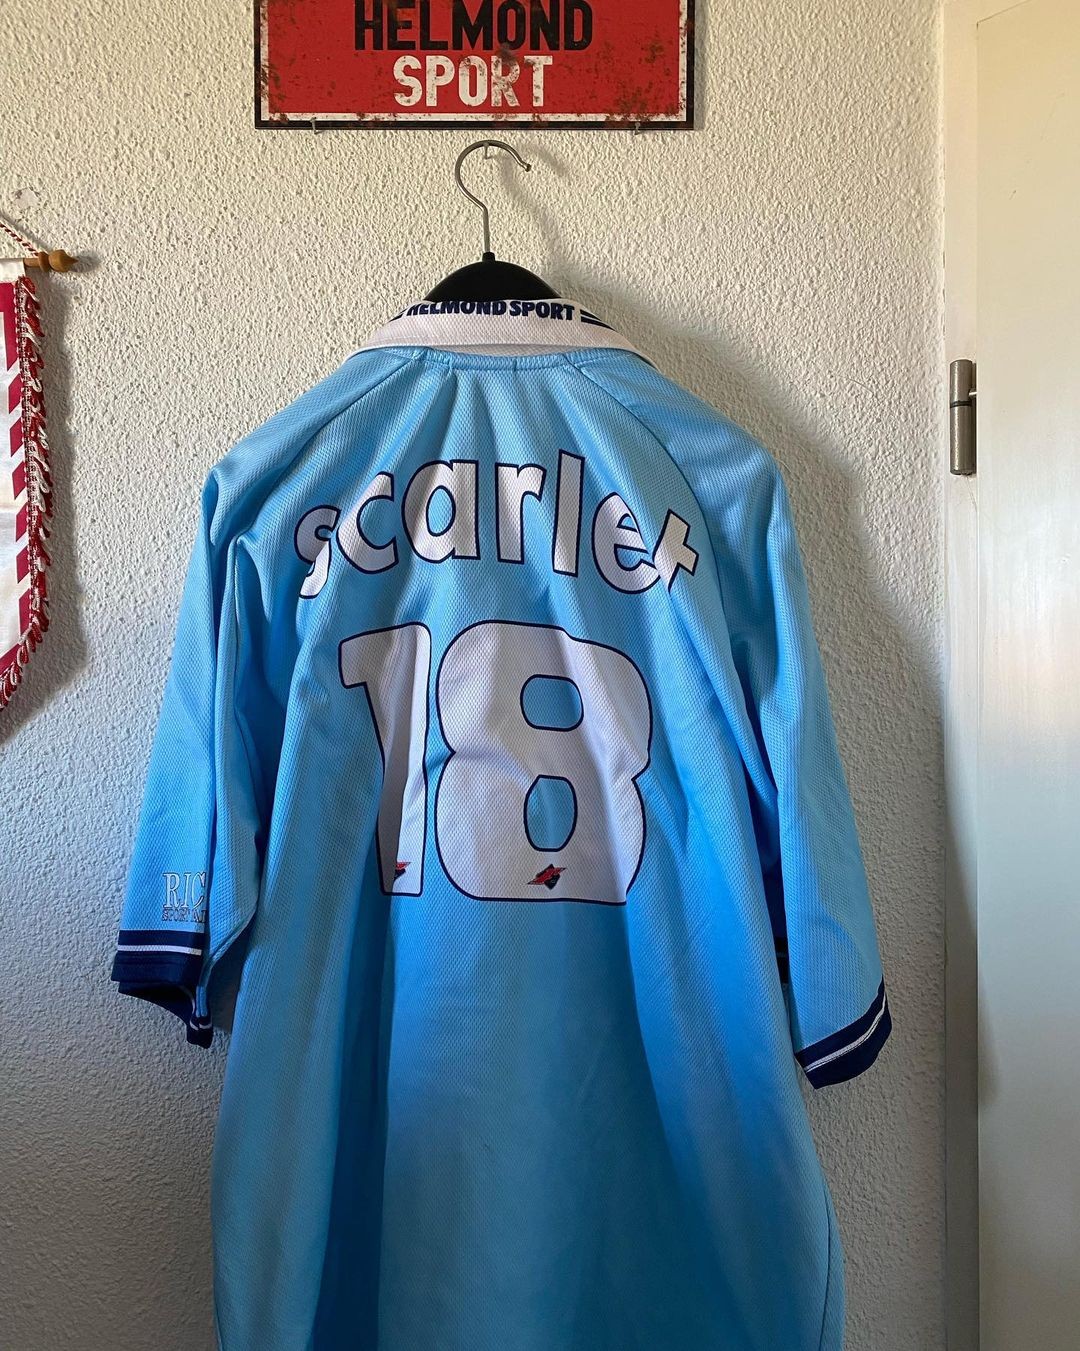 HELMOND
SPORT
HELMOND SPORT
scarlet
18